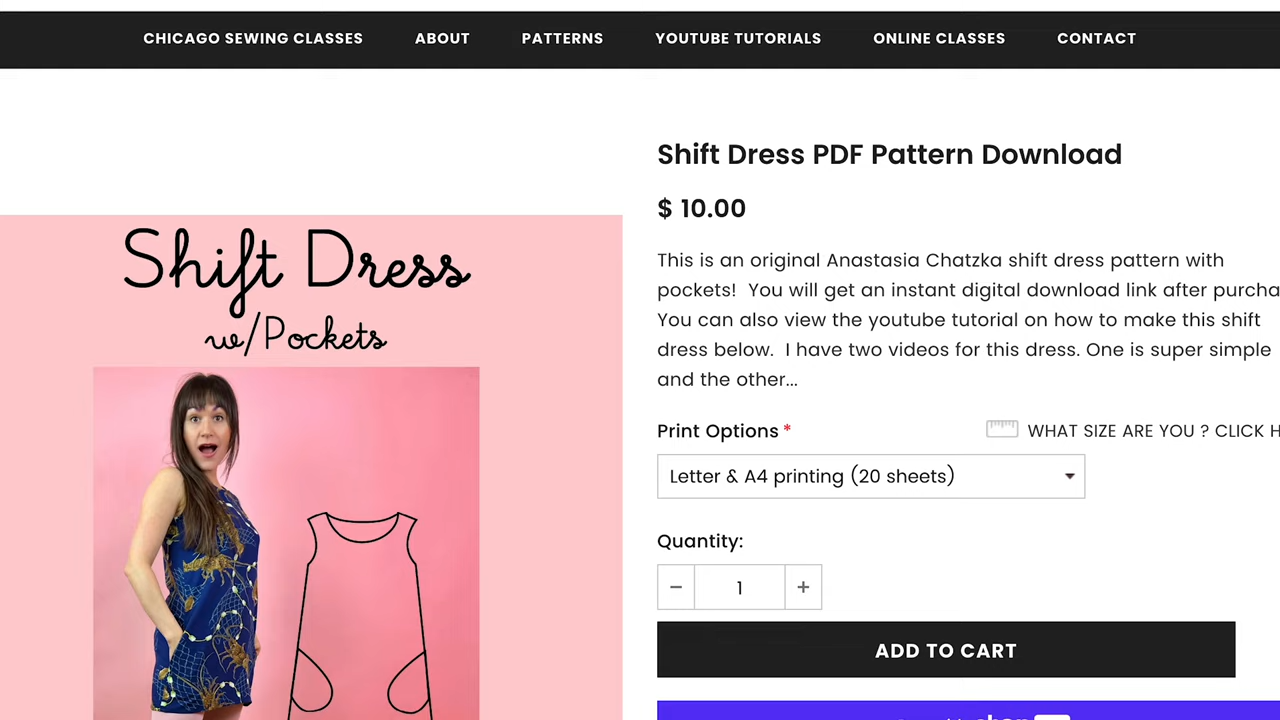 CHICAGO SEWING CLASSES ABOUT PATTERNS YOUTUBE TUTORIALS ONLINE CLASSES CONTACT
Shift Dress PDF Pattern Download
$ 10.00
This is an original Anastasia Chatzka shift dress pattern with
pockets! You will get an instant digital download link after purcha
You can also view the youtube tutorial on how to make this shift
dress below. I have two videos for this dress. One is super simple
and the other...
Print Options *
WHAT SIZE ARE YOU ? CLICK H
Letter & A4 printing (20 sheets)
Quantity:
− 1 +
ADD TO CART
Shift Dress
w/Pockets